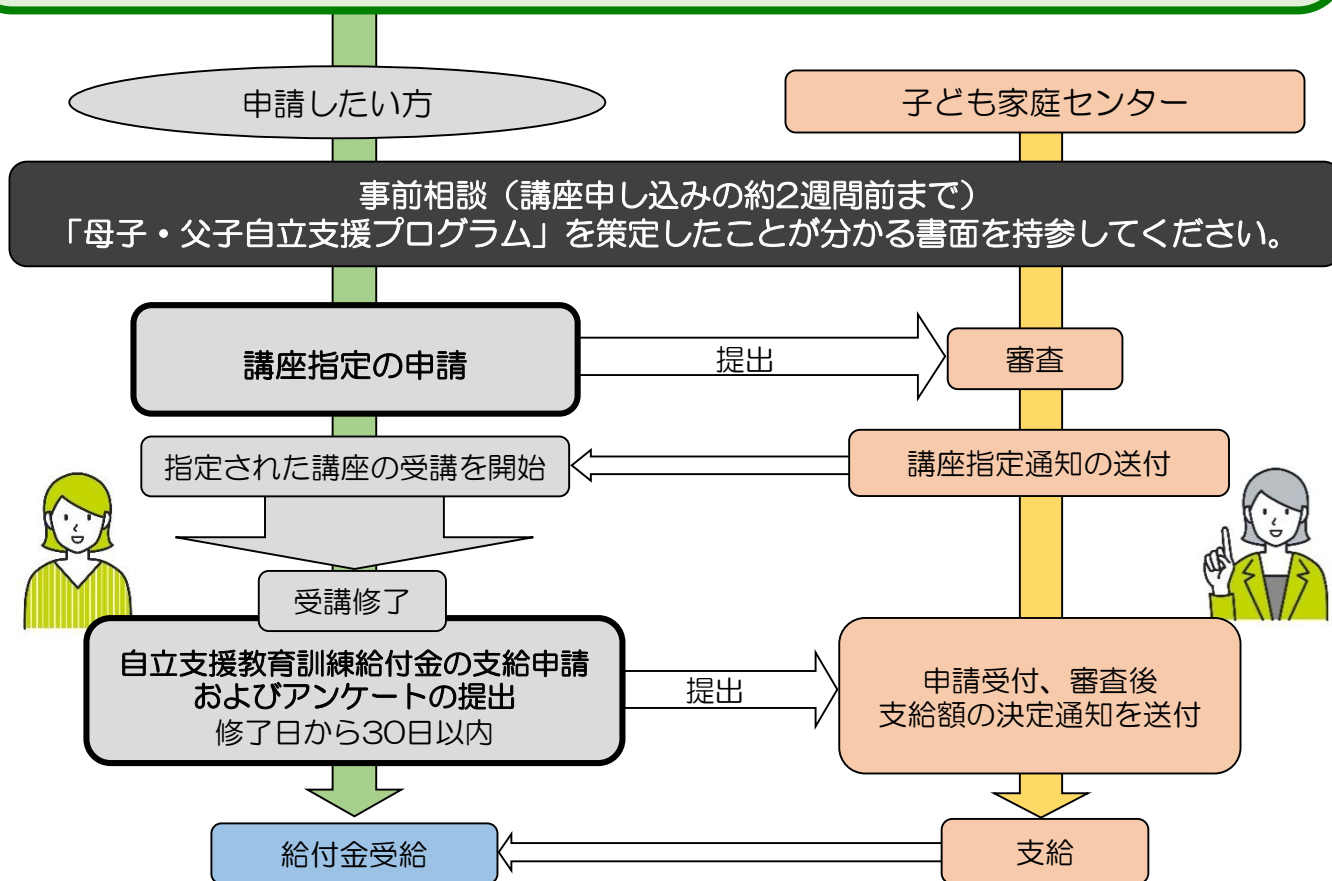 申請したい方
子ども家庭センター
事前相談（講座申し込みの約2週間前まで）
「母子・父子自立支援プログラム」を策定したことが分かる書面を持参してください。
講座指定の申請
提出
審査
指定された講座の受講を開始
講座指定通知の送付
受講修了
自立支援教育訓練給付金の支給申請
およびアンケートの提出
修了日から30日以内
提出
申請受付、審査後
支給額の決定通知を送付
給付金受給
支給